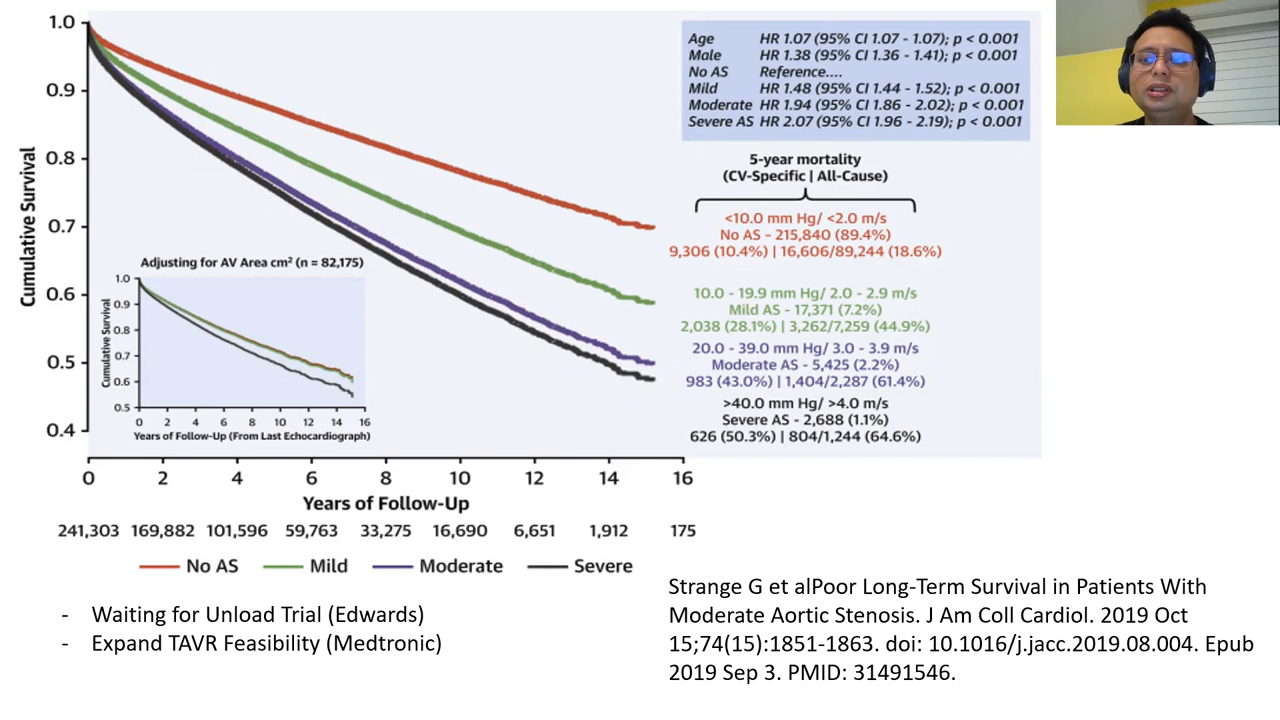 1.0
0.9
0.8
0.7
0.6
0.5
0.4
Cumulative Survival
Age HR 1.07 (95% CI 1.07 - 1.07); p < 0.001
Male HR 1.38 (95% CI 1.36 - 1.41); p < 0.001
No AS Reference....
Mild HR 1.48 (95% CI 1.44 - 1.52); p < 0.001
Moderate HR 1.94 (95% CI 1.86 - 2.02); p < 0.001
Severe AS HR 2.07 (95% CI 1.96 - 2.19); p < 0.001
5-year mortality
(CV-Specific | All-Cause)
<10.0 mm Hg/ <2.0 m/s
No AS - 215,840 (89.4%)
9,306 (10.4%) | 16,606/89,244 (18.6%)
10.0 - 19.9 mm Hg/ 2.0 - 2.9 m/s
Mild AS - 17,371 (7.2%)
2,038 (28.1%) | 3,262/7,259 (44.9%)
20.0 - 39.0 mm Hg/ 3.0 - 3.9 m/s
Moderate AS - 5,425 (2.2%)
983 (43.0%) | 1,404/2,287 (61.4%)
>40.0 mm Hg/ >4.0 m/s
Severe AS - 2,688 (1.1%)
626 (50.3%) | 804/1,244 (64.6%)
Adjusting for AV Area cm² (n = 82,175)
1.0
0.9
0.8
0.7
0.6
0.5
Cumulative Survival
0 2 4 6 8 10 12 14 16
Years of Follow-Up (From Last Echocardiograph)
0 2 4 6 8 10 12 14 16
Years of Follow-Up
241,303 169,882 101,596 59,763 33,275 16,690 6,651 1,912 175
No AS Mild Moderate Severe
- Waiting for Unload Trial (Edwards)
- Expand TAVR Feasibility (Medtronic)
Strange G et alPoor Long-Term Survival in Patients With
Moderate Aortic Stenosis. J Am Coll Cardiol. 2019 Oct
15;74(15):1851-1863. doi: 10.1016/j.jacc.2019.08.004. Epub
2019 Sep 3. PMID: 31491546.